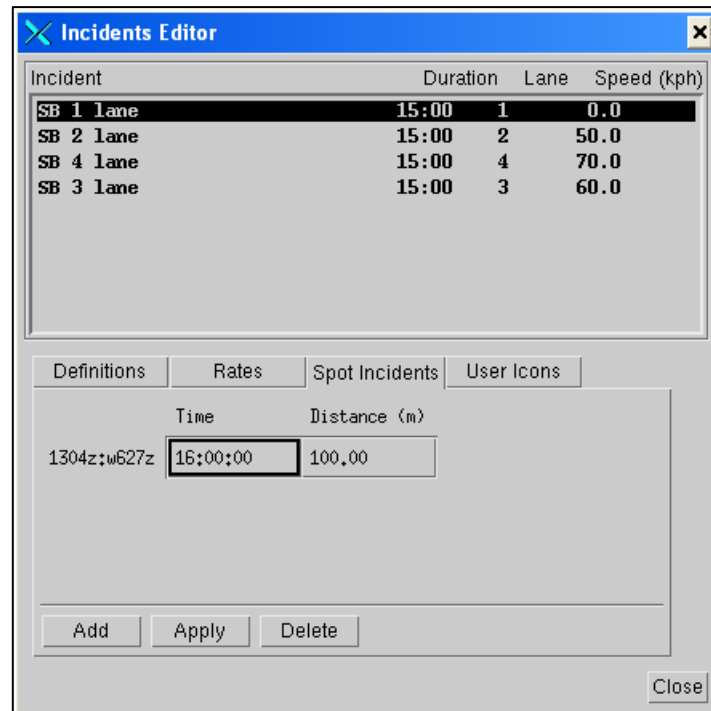 Incidents Editor
Incident Duration Lane Speed (kph)
SB 1 lane 15:00 1 0.0
SB 2 lane 15:00 2 50.0
SB 4 lane 15:00 4 70.0
SB 3 lane 15:00 3 60.0
Definitions Rates Spot Incidents User Icons
Time Distance (m)
1304z:w627z 16:00:00 100.00
Add Apply Delete
Close